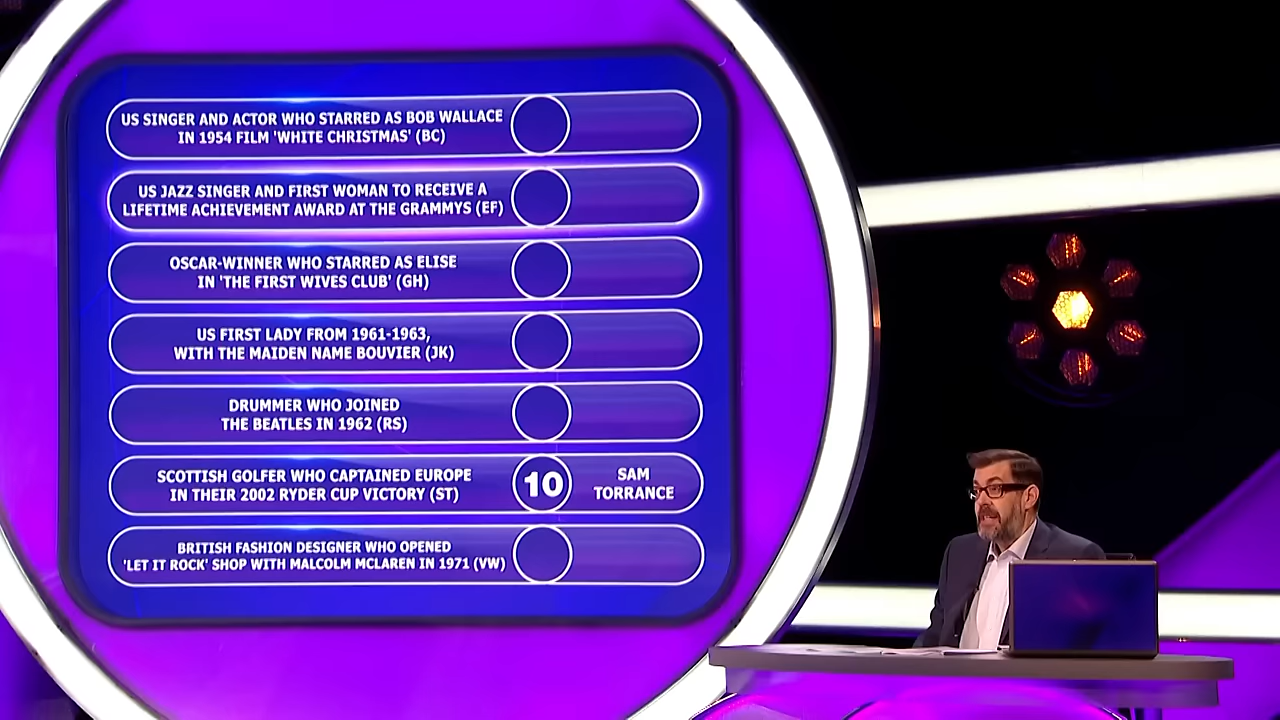 US SINGER AND ACTOR WHO STARRED AS BOB WALLACE
IN 1954 FILM 'WHITE CHRISTMAS' (BC)
US JAZZ SINGER AND FIRST WOMAN TO RECEIVE A
LIFETIME ACHIEVEMENT AWARD AT THE GRAMMYS (EF)
OSCAR-WINNER WHO STARRED AS ELISE
IN 'THE FIRST WIVES CLUB' (GH)
US FIRST LADY FROM 1961-1963,
WITH THE MAIDEN NAME BOUVIER (JK)
DRUMMER WHO JOINED
THE BEATLES IN 1962 (RS)
SCOTTISH GOLFER WHO CAPTAINED EUROPE
IN THEIR 2002 RYDER CUP VICTORY (ST)
10
SAM
TORRANCE
BRITISH FASHION DESIGNER WHO OPENED
'LET IT ROCK' SHOP WITH MALCOLM MCLAREN IN 1971 (VW)